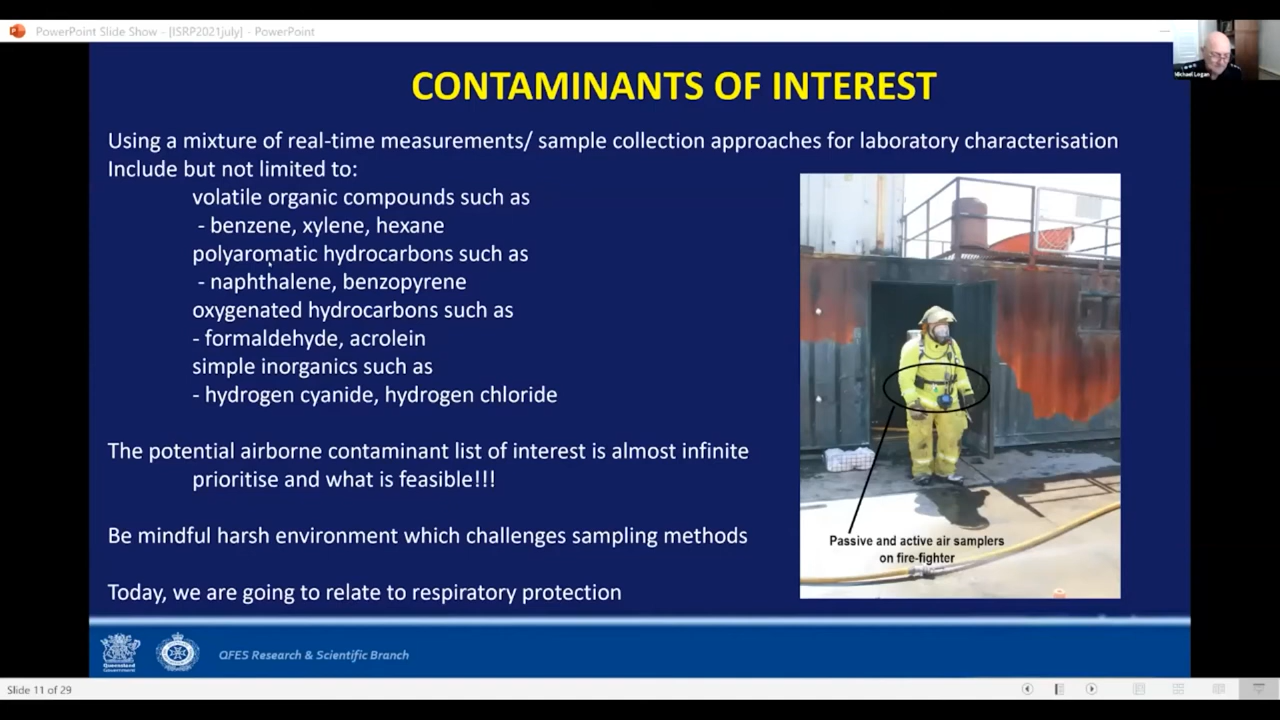 PowerPoint Slide Show - [ISRP2021july] - PowerPoint
Michael Logan
CONTAMINANTS OF INTEREST
Using a mixture of real-time measurements/ sample collection approaches for laboratory characterisation
Include but not limited to:
volatile organic compounds such as
- benzene, xylene, hexane
polyaromatic hydrocarbons such as
- naphthalene, benzopyrene
oxygenated hydrocarbons such as
- formaldehyde, acrolein
simple inorganics such as
- hydrogen cyanide, hydrogen chloride
The potential airborne contaminant list of interest is almost infinite
prioritise and what is feasible!!!
Be mindful harsh environment which challenges sampling methods
Today, we are going to relate to respiratory protection
Passive and active air samplers
on fire-fighter
Queensland
Government
QFES Research & Scientific Branch
Slide 11 of 29